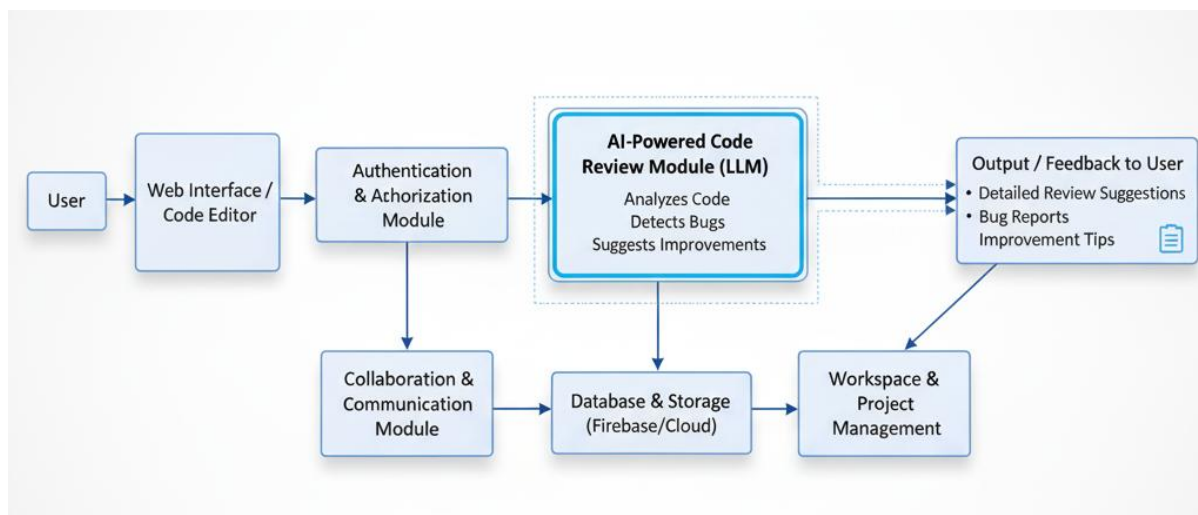 User
Web Interface /
Code Editor
Authentication
& Athorization
Module
AI-Powered Code
Review Module (LLM)
Analyzes Code
Detects Bugs
Suggests Improvements
Output / Feedback to User
• Detailed Review Suggestions
• Bug Reports
Improvement Tips
Collaboration &
Communication
Module
Database & Storage
(Firebase/Cloud)
Workspace &
Project
Management